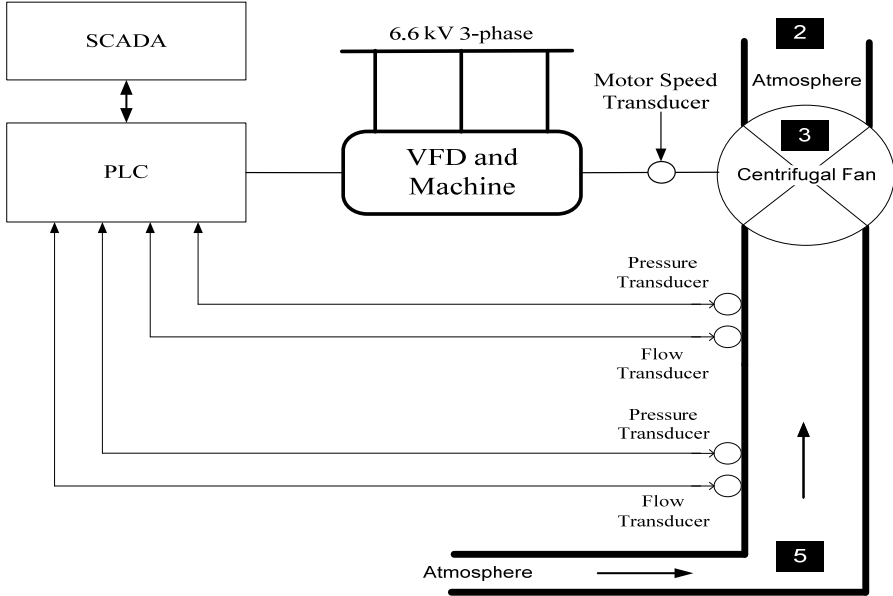 SCADA
6.6 kV 3-phase
2
Motor Speed
Transducer
Atmosphere
3
PLC
VFD and
Machine
Centrifugal Fan
Pressure
Transducer
Flow
Transducer
Pressure
Transducer
Flow
Transducer
5
Atmosphere